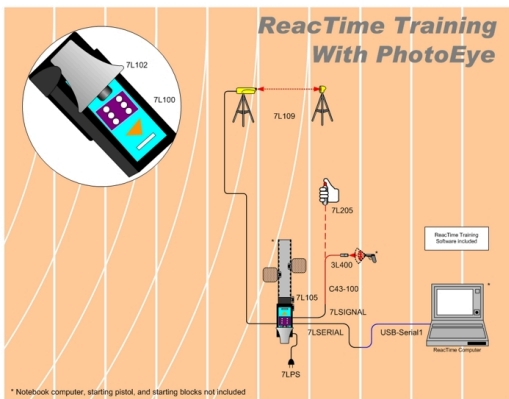 ReacTime Training
With PhotoEye
7L102
7L100
7L109
7L205
ReacTime Training
Software included
*
3L400
*
C43-100
*
7L105
7LSIGNAL
7LSERIAL
USB-Serial1
ReacTime Computer
7LPS
* Notebook computer, starting pistol, and starting blocks not included